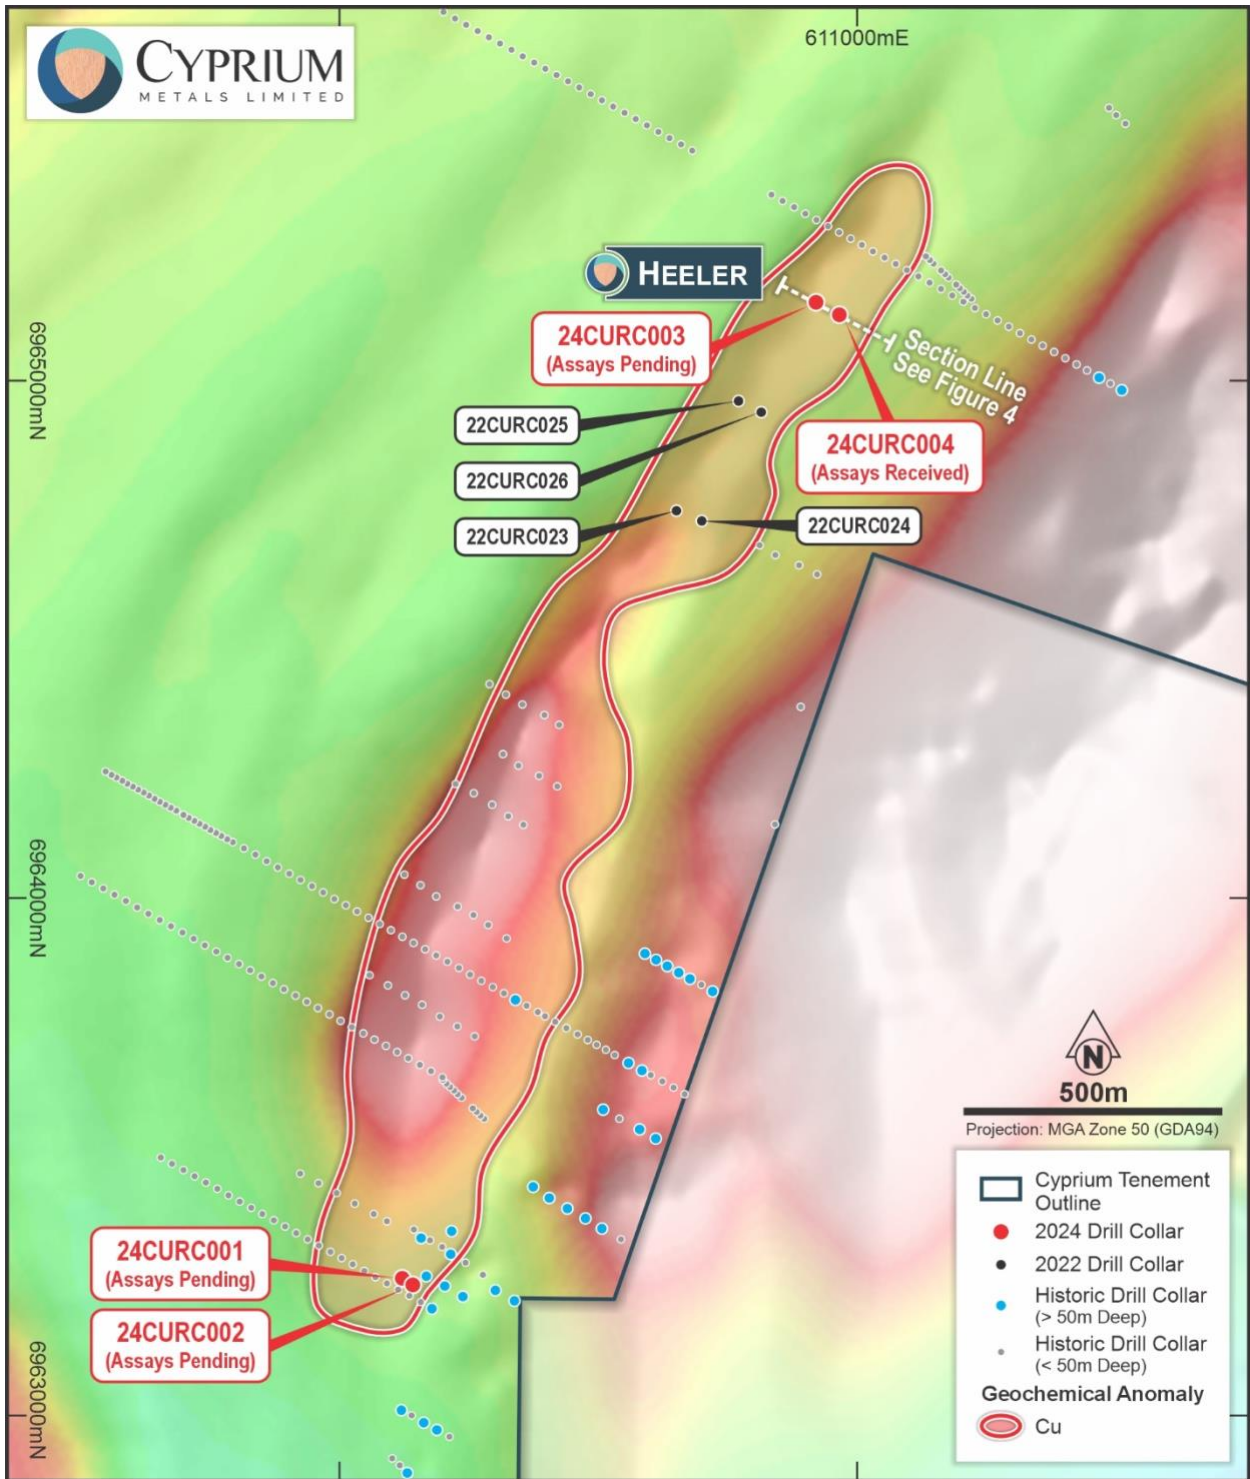 CYPRIUM
METALS LIMITED
611000mE
HEELER
24CURC003
(Assays Pending)
6965000mN
Section Line
See Figure 4
22CURC025
24CURC004
(Assays Received)
22CURC026
22CURC023
22CURC024
6964000mN
N
500m
Projection: MGA Zone 50 (GDA94)
Cyprium Tenement
Outline
2024 Drill Collar
2022 Drill Collar
Historic Drill Collar
(> 50m Deep)
Historic Drill Collar
(< 50m Deep)
Geochemical Anomaly
Cu
24CURC001
(Assays Pending)
24CURC002
(Assays Pending)
6963000mN